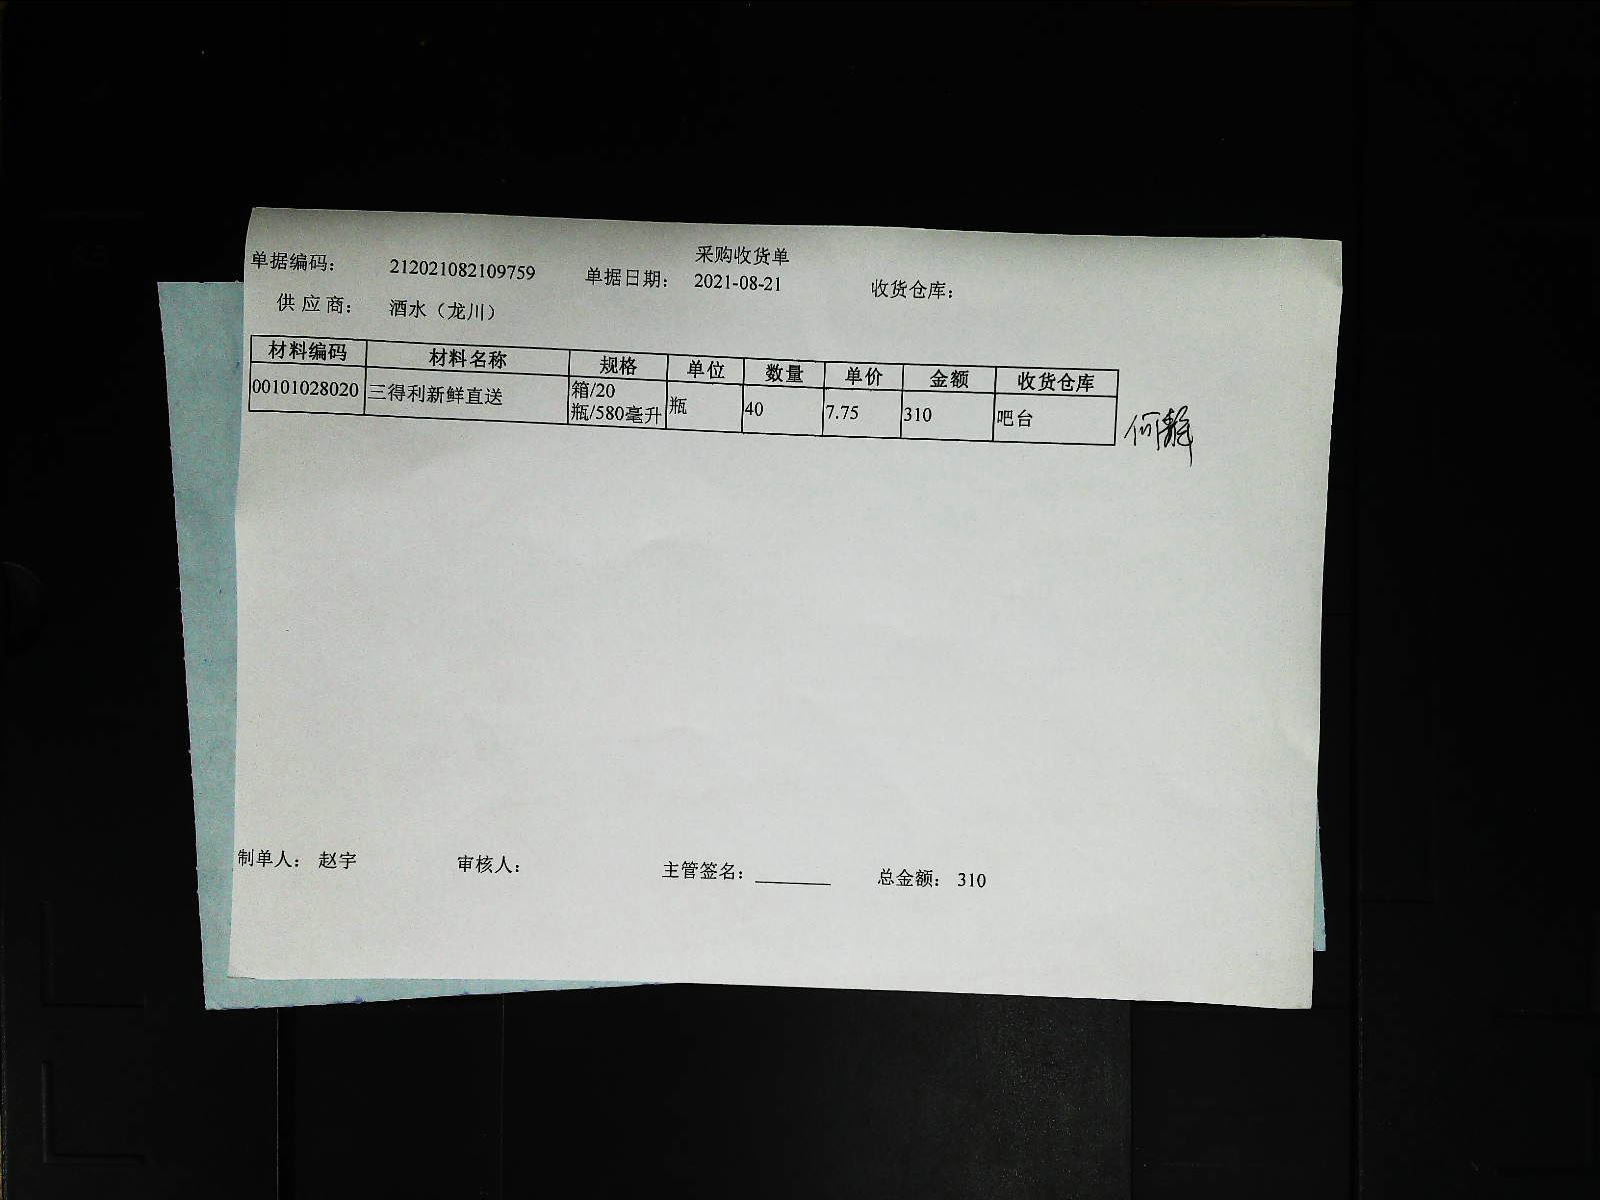 采购收货单
单据编码： 212021082109759 单据日期： 2021-08-21 收货仓库：
供 应 商： 酒水（龙川）
材料编码 材料名称 规格 单位 数量 单价 金额 收货仓库
00101028020 三得利新鲜直送 箱/20 瓶/580毫升 瓶 40 7.75 310 吧台
何静
制单人： 赵宇 审核人： 主管签名：________ 总金额： 310